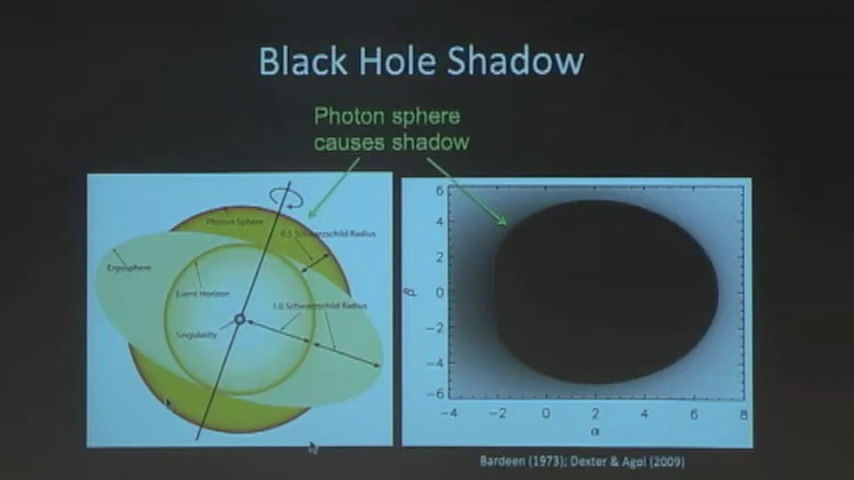 Black Hole Shadow
Photon sphere
causes shadow
Photon Sphere
0.5 Schwarzschild Radius
Ergosphere
Event Horizon
1.0 Schwarzschild Radius
Singularity
6
4
2
0
−2
−4
−6
β
−4
−2
0
2
4
6
8
α
Bardeen (1973); Dexter & Agol (2009)